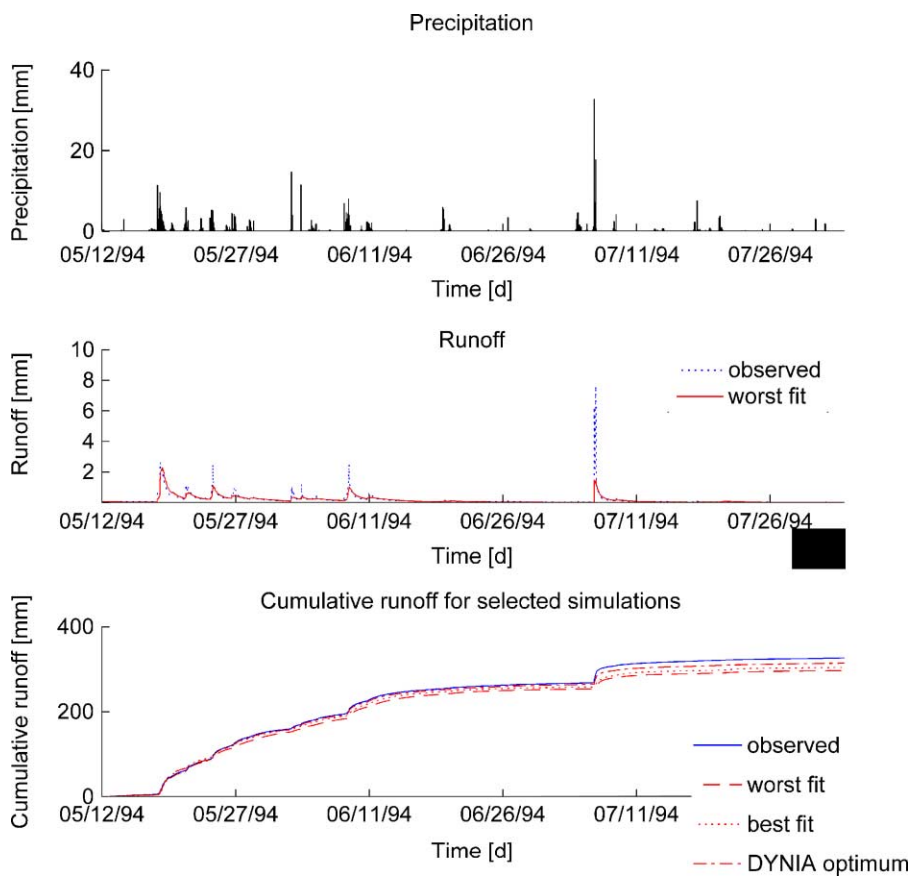 Precipitation
Precipitation [mm]
40
20
0
05/12/94 05/27/94 06/11/94 06/26/94 07/11/94 07/26/94
Time [d]
Runoff
Runoff [mm]
10
8
6
4
2
observed
worst fit
05/12/94 05/27/94 06/11/94 06/26/94 07/11/94 07/26/94
Time [d]
Cumulative runoff for selected simulations
Cumulative runoff [mm]
400
200
0
05/12/94 05/27/94 06/11/94 06/26/94 07/11/94
Time [d]
observed
worst fit
best fit
DYNIA optimum